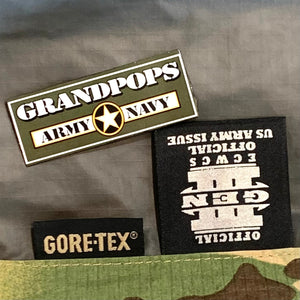 GRANDPOPS
ARMY NAVY
OFFICIAL
GEN
III
ECWCS
OFFICIAL
US ARMY ISSUE
GORE-TEX®